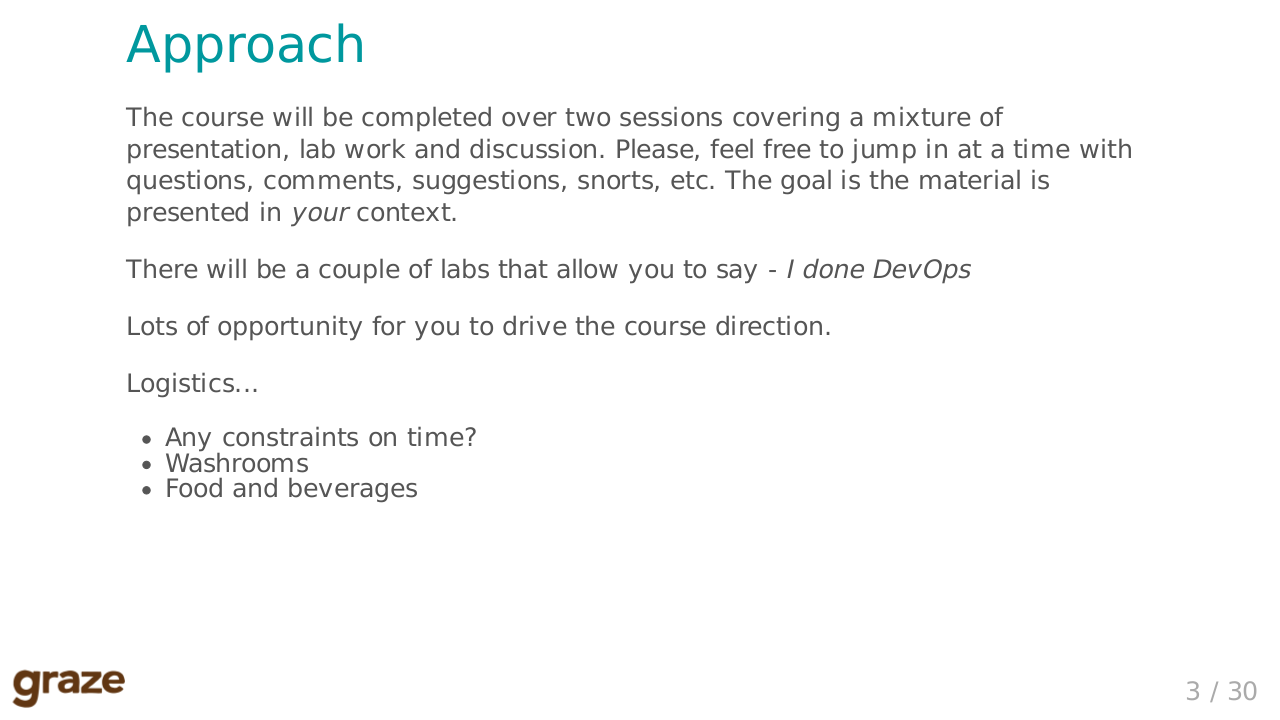 Approach
The course will be completed over two sessions covering a mixture of
presentation, lab work and discussion. Please, feel free to jump in at a time with
questions, comments, suggestions, snorts, etc. The goal is the material is
presented in your context.
There will be a couple of labs that allow you to say - I done DevOps
Lots of opportunity for you to drive the course direction.
Logistics...
• Any constraints on time?
• Washrooms
• Food and beverages
graze
3 / 30